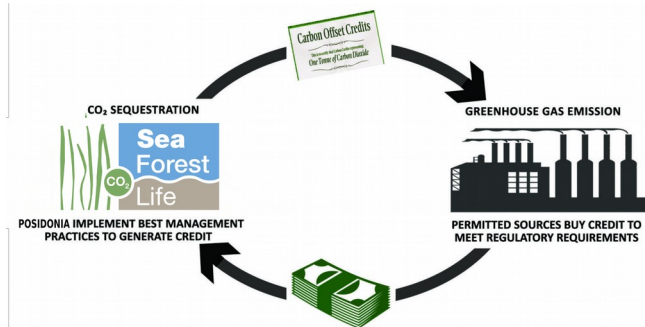 Carbon Offset Credits
One Tonne of Carbon Dioxide
CO₂ SEQUESTRATION
GREENHOUSE GAS EMISSION
Sea
Forest
CO₂
Life
POSIDONIA IMPLEMENT BEST MANAGEMENT
PRACTICES TO GENERATE CREDIT
PERMITTED SOURCES BUY CREDIT TO
MEET REGULATORY REQUIREMENTS